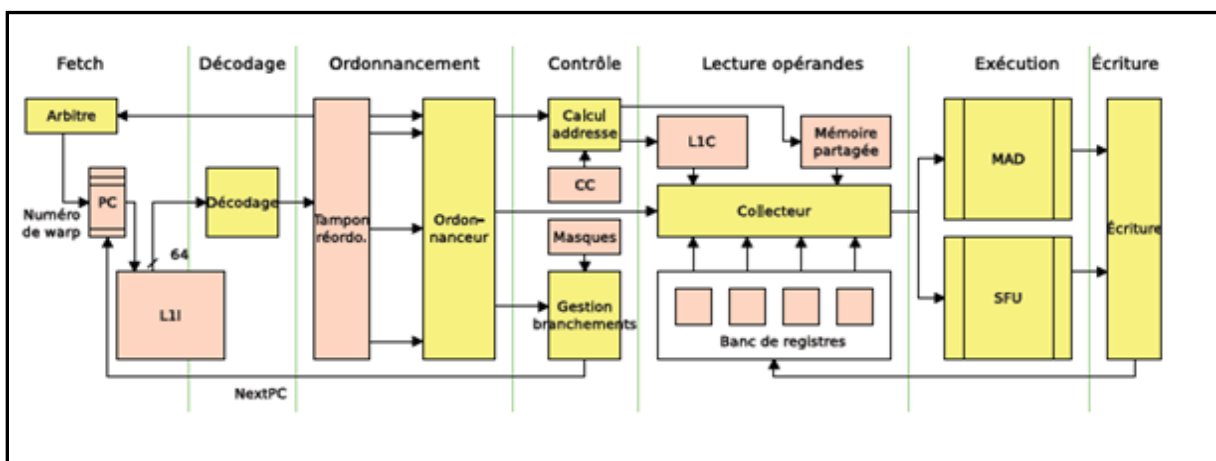 Fetch
Décodage
Ordonnancement
Contrôle
Lecture opérandes
Exécution
Écriture
Arbitre
PC
Numéro
de warp
64
L1I
Décodage
Tampon
réordo.
Ordon-
nanceur
Calcul
addresse
CC
Masques
Gestion
branchements
NextPC
L1C
Mémoire
partagée
Collecteur
Banc de registres
MAD
SFU
Écriture